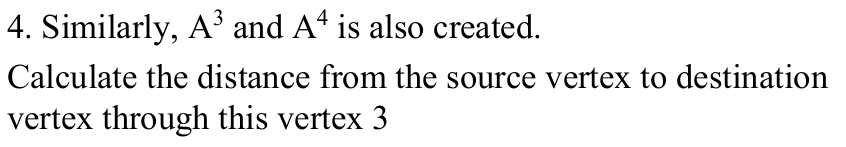 4. Similarly, A³ and A⁴ is also created.
Calculate the distance from the source vertex to destination
vertex through this vertex 3